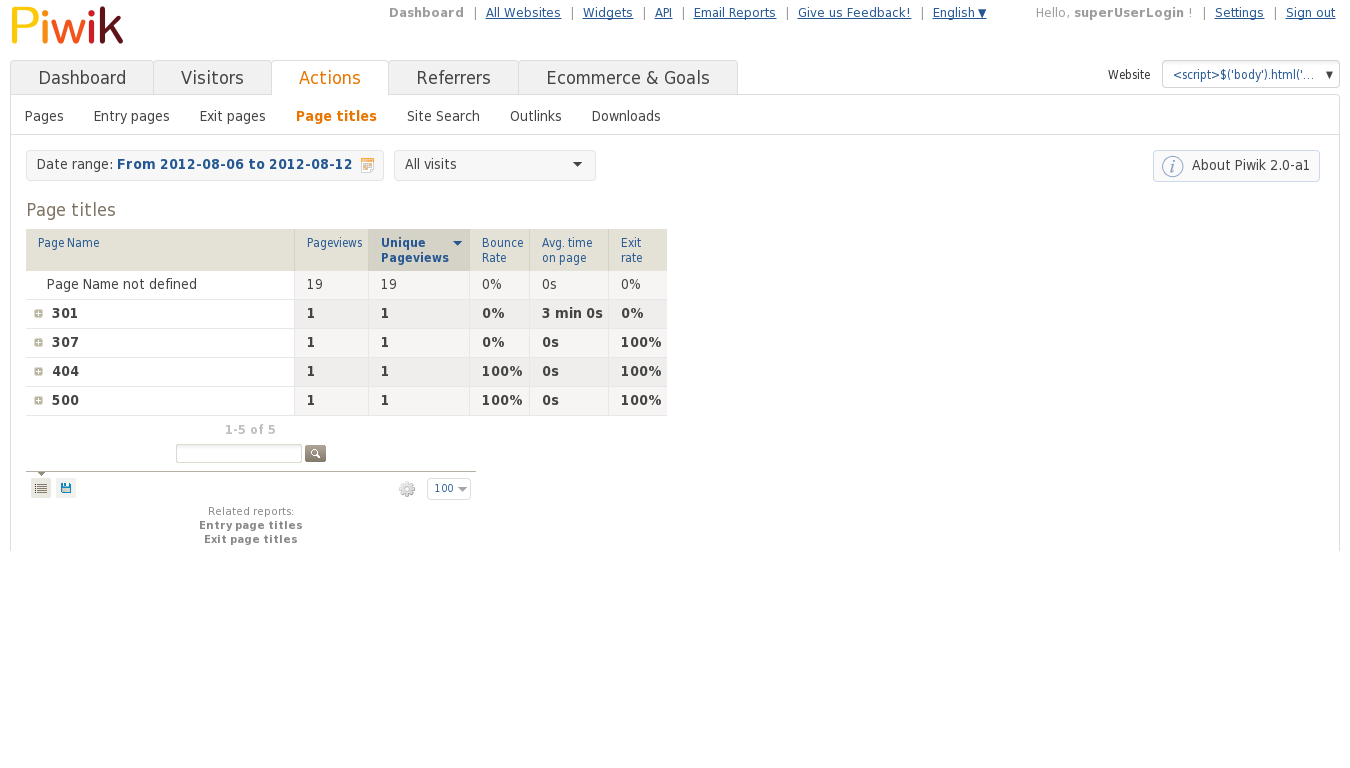 Piwik
Dashboard | All Websites | Widgets | API | Email Reports | Give us Feedback! | English ▼
Hello, superUserLogin ! | Settings | Sign out
Dashboard Visitors Actions Referrers Ecommerce & Goals
Website <script>$('body').html('... ▼
Pages Entry pages Exit pages Page titles Site Search Outlinks Downloads
Date range: From 2012-08-06 to 2012-08-12 All visits
About Piwik 2.0-a1
Page titles
Page Name Pageviews Unique Pageviews Bounce Rate Avg. time on page Exit rate
Page Name not defined 19 19 0% 0s 0%
301 1 1 0% 3 min 0s 0%
307 1 1 0% 0s 100%
404 1 1 100% 0s 100%
500 1 1 100% 0s 100%
1-5 of 5
100
Related reports:
Entry page titles
Exit page titles